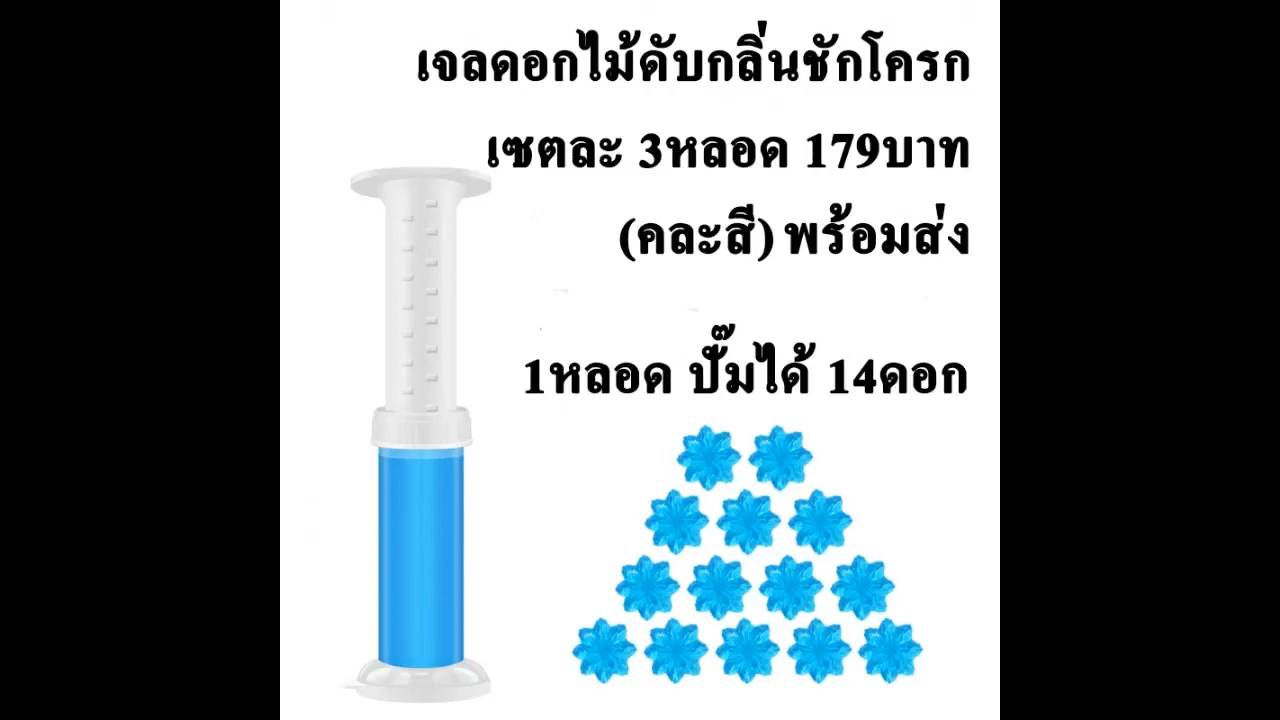 เจลดอกไม้ดับกลิ่นชักโครก
เซตละ 3หลอด 179บาท
(คละสี) พร้อมส่ง
1หลอด ปั๊มได้ 14ดอก